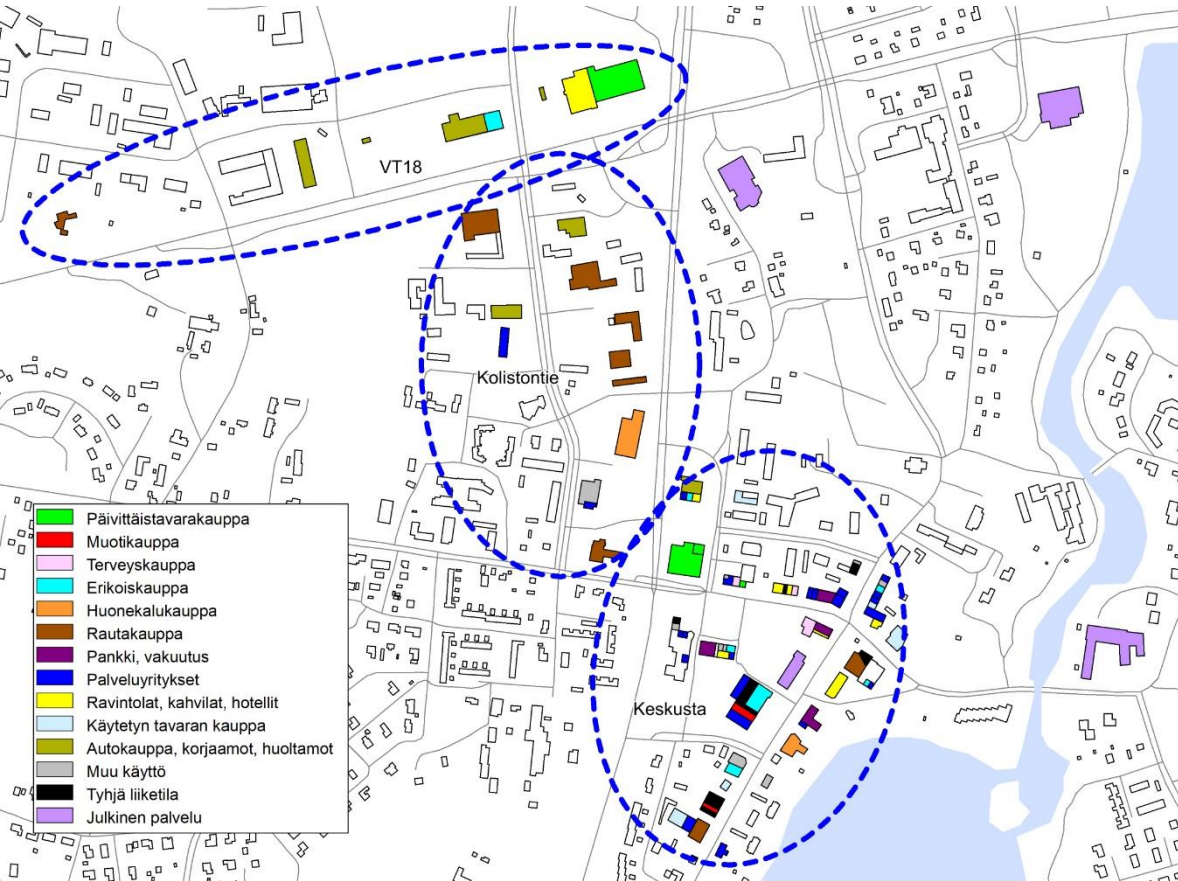 VT18
Kolistontie
Keskusta
Päivittäistavarakauppa
Muotikauppa
Terveyskauppa
Erikoiskauppa
Huonekalukauppa
Rautakauppa
Pankki, vakuutus
Palveluyritykset
Ravintolat, kahvilat, hotellit
Käytetyn tavaran kauppa
Autokauppa, korjaamot, huoltamot
Muu käyttö
Tyhjä liiketila
Julkinen palvelu